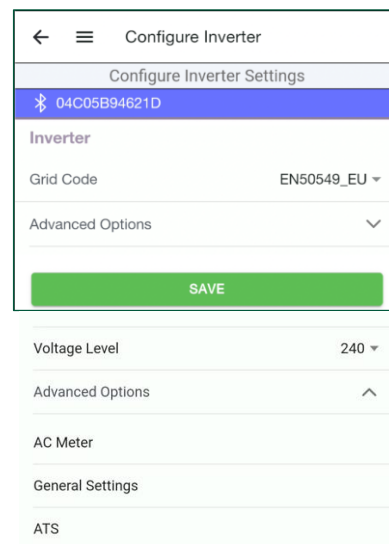 Configure Inverter
Configure Inverter Settings
04C05B94621D
Inverter
Grid Code EN50549_EU
Advanced Options
SAVE
Voltage Level 240
Advanced Options
AC Meter
General Settings
ATS